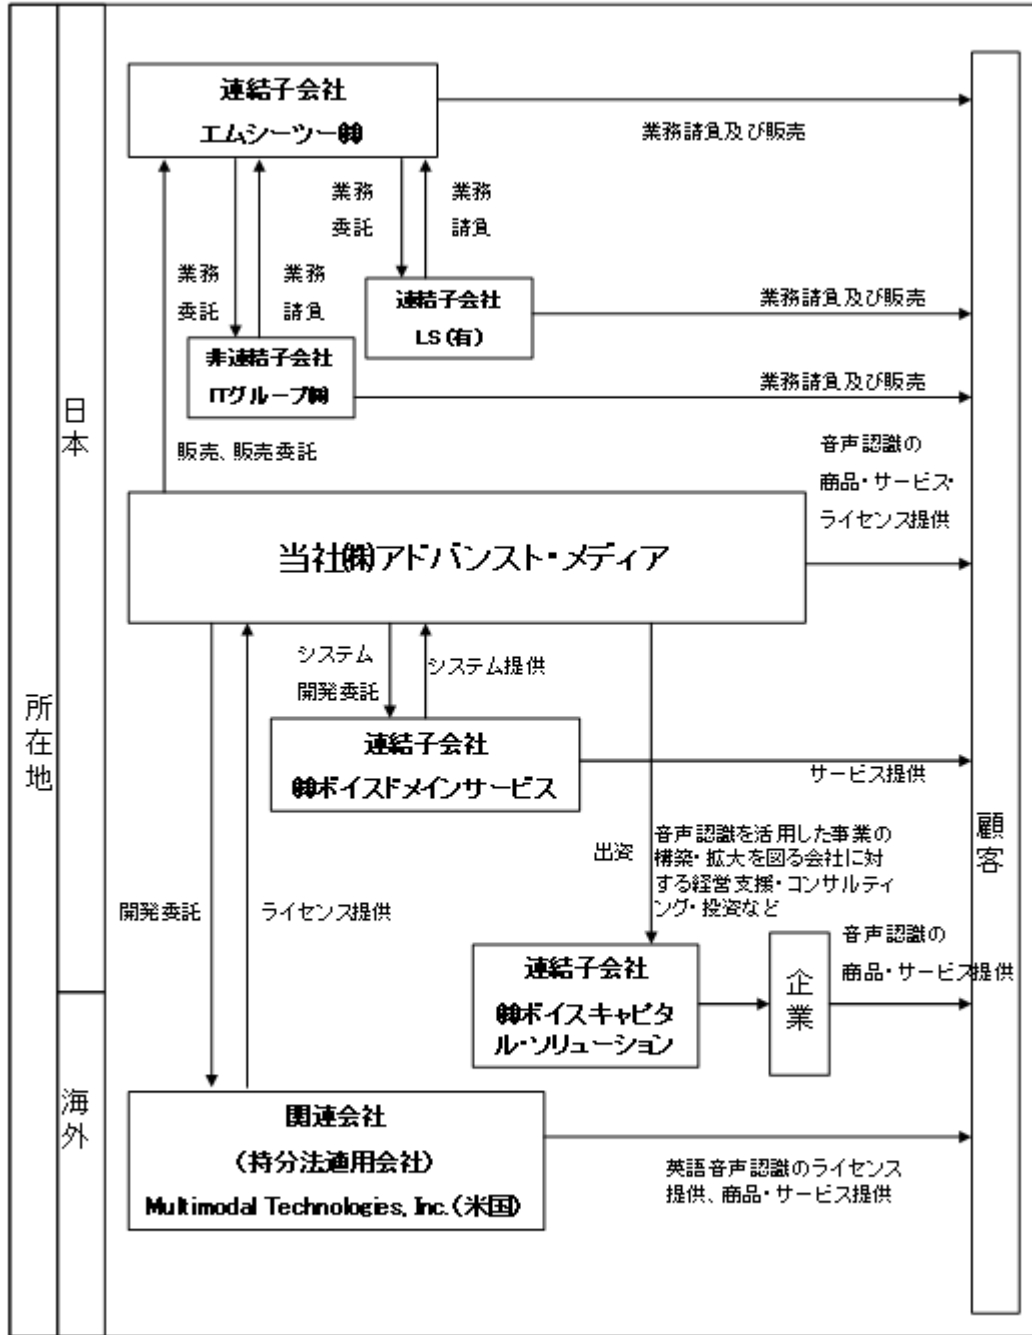 連結子会社
エムシーツー㈱
業務請負及び販売
業務
委託
業務
請負
業務
委託
業務
請負
連結子会社
LS(有)
業務請負及び販売
非連結子会社
ITグループ㈱
業務請負及び販売
日本
販売、販売委託
音声認識の
商品・サービス・
ライセンス提供
当社㈱アドバンスト・メディア
システム
開発委託
システム提供
所在地
連結子会社
㈱ボイスドメインサービス
サービス提供
顧客
出資
音声認識を活用した事業の
構築・拡大を図る会社に対
する経営支援・コンサルティ
ング・投資など
開発委託
ライセンス提供
連結子会社
㈱ボイスキャピタ
ル・ソリューション
企業
音声認識の
商品・サービス提供
海外
関連会社
(持分法適用会社)
Multimodal Technologies, Inc.(米国)
英語音声認識のライセンス
提供、商品・サービス提供